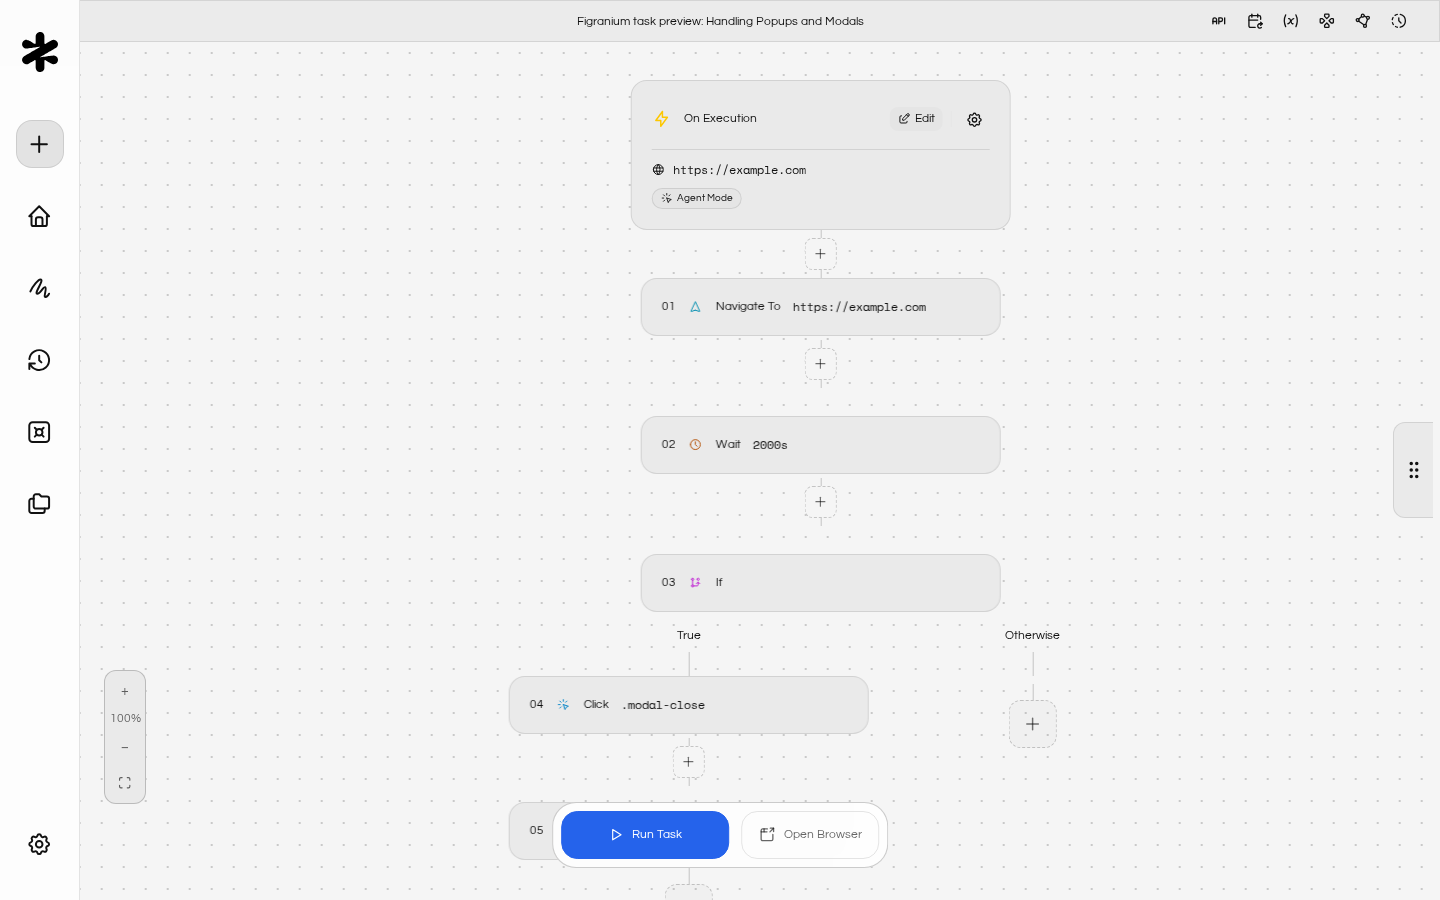 Figranium task preview: Handling Popups and Modals
API
On Execution
Edit
https://example.com
Agent Mode
01 Navigate To https://example.com
02 Wait 2000s
03 If
True
Otherwise
04 Click .modal-close
+
100%
−
05
Run Task
Open Browser